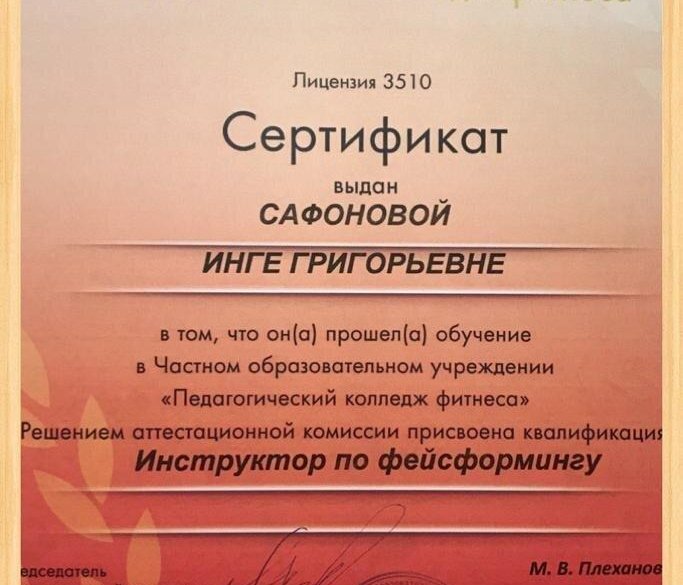 Лицензия 3510
Сертификат
выдан
САФОНОВОЙ
ИНГЕ ГРИГОРЬЕВНЕ
в том, что он(а) прошел(а) обучение
в Частном образовательном учреждении
«Педагогический колледж фитнеса»
Решением аттестационной комиссии присвоена квалификация
Инструктор по фейсформингу
едседатель М. В. Плеханов